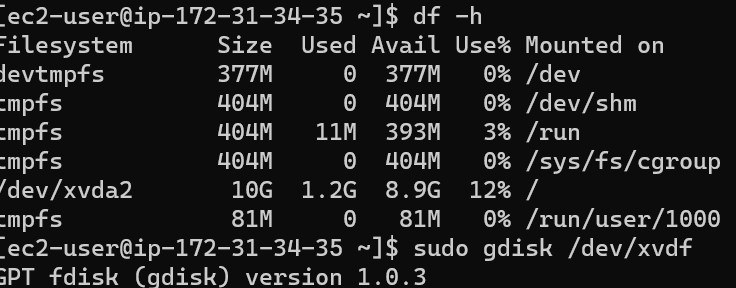 [ec2-user@ip-172-31-34-35 ~]$ df -h
Filesystem Size Used Avail Use% Mounted on
devtmpfs 377M 0 377M 0% /dev
tmpfs 404M 0 404M 0% /dev/shm
tmpfs 404M 11M 393M 3% /run
tmpfs 404M 0 404M 0% /sys/fs/cgroup
/dev/xvda2 10G 1.2G 8.9G 12% /
tmpfs 81M 0 81M 0% /run/user/1000
[ec2-user@ip-172-31-34-35 ~]$ sudo gdisk /dev/xvdf
GPT fdisk (gdisk) version 1.0.3